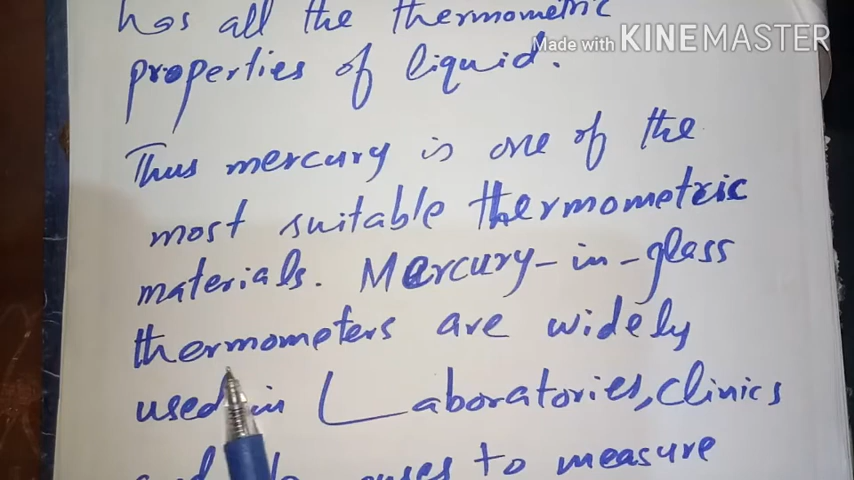 has all the thermometric
Made with KINEMASTER
properties of liquid.
Thus mercury is one of the
most suitable thermometric
materials. Mercury-in-glass
thermometers are widely
used in Laboratories, clinics
and to measure